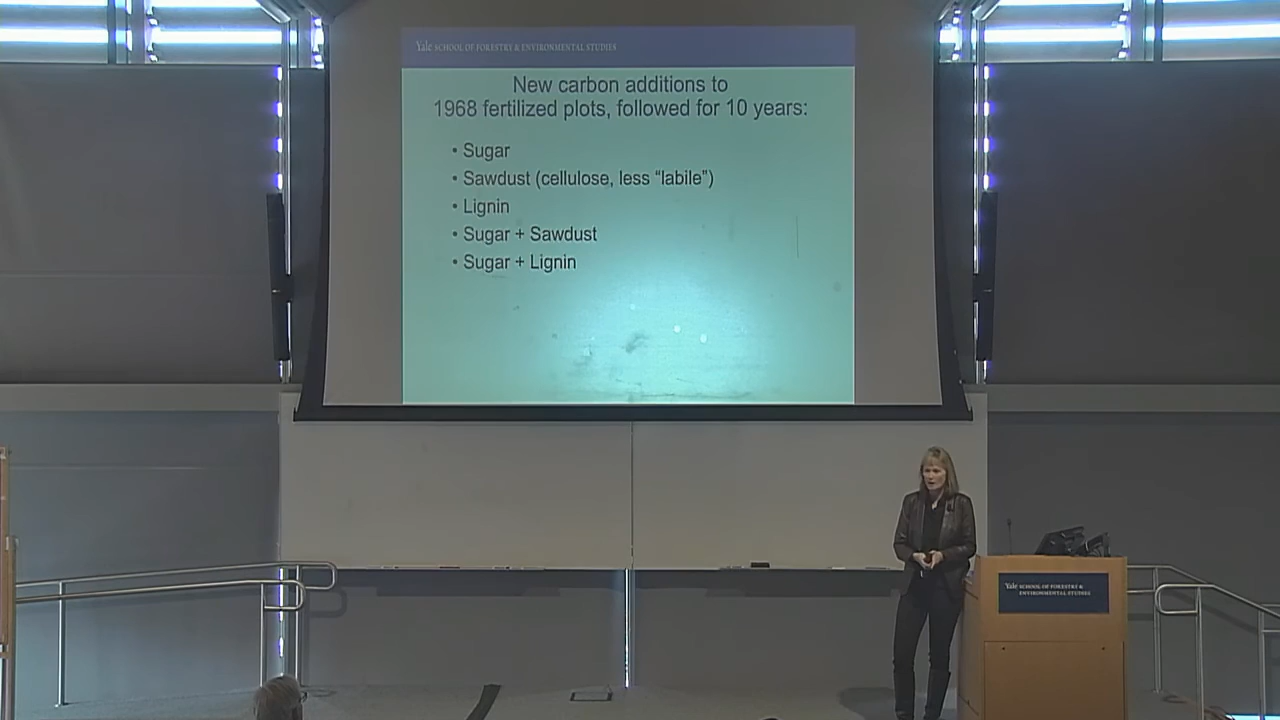 Yale SCHOOL OF FORESTRY & ENVIRONMENTAL STUDIES
New carbon additions to
1968 fertilized plots, followed for 10 years:
• Sugar
• Sawdust (cellulose, less “labile”)
• Lignin
• Sugar + Sawdust
• Sugar + Lignin
Yale SCHOOL OF FORESTRY &
ENVIRONMENTAL STUDIES